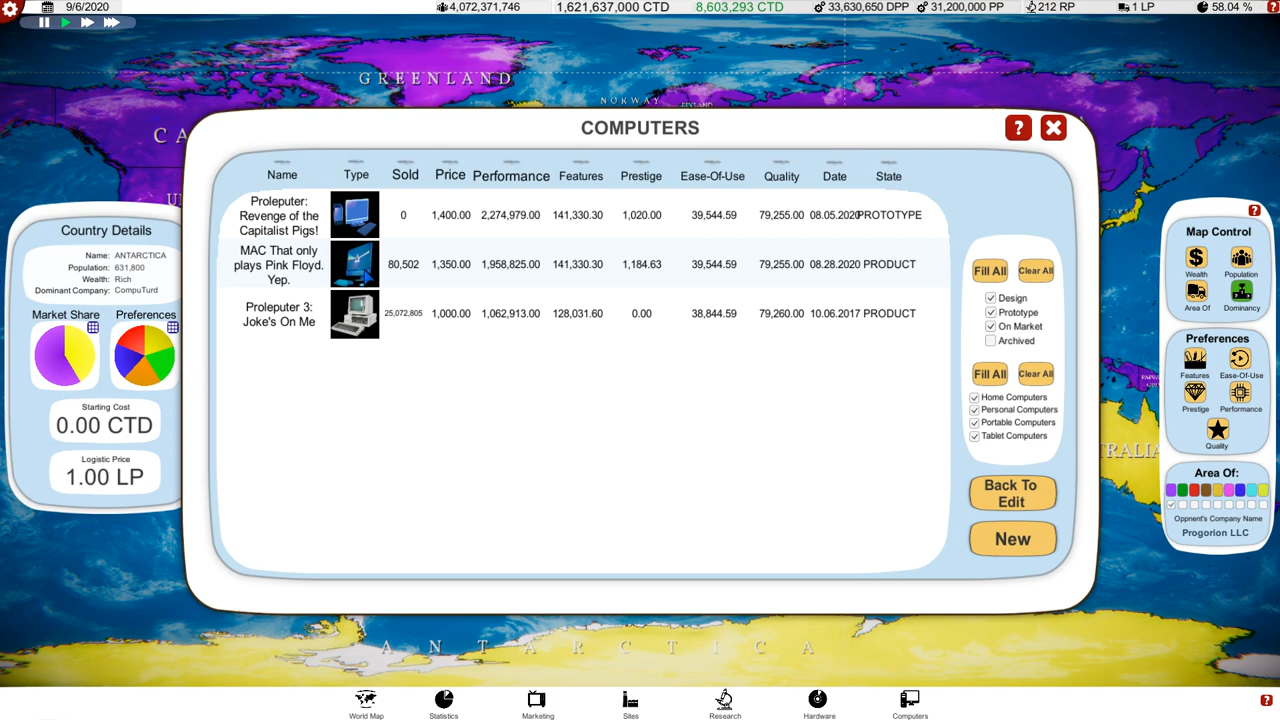 9/6/2020 4,072,371,746 1,621,637,000 CTD 8,603,293 CTD 33,630,650 DPP 31,200,000 PP 212 RP 1 LP 58.04 % ?
GREENLAND
NORWAY
FINLAND
CA
COMPUTERS ?
Name Type Sold Price Performance Features Prestige Ease-Of-Use Quality Date State
Proleputer:
Revenge of the
Capitalist Pigs!
0 1,400.00 2,274,979.00 141,330.30 1,020.00 39,544.59 79,255.00 08.05.2020 PROTOTYPE
MAC That only
plays Pink Floyd.
Yep.
80,502 1,350.00 1,958,825.00 141,330.30 1,184.63 39,544.59 79,255.00 08.28.2020 PRODUCT
Proleputer 3:
Joke's On Me
25,072,805 1,000.00 1,062,913.00 128,031.60 0.00 38,844.59 79,260.00 10.06.2017 PRODUCT
Fill All Clear All
Design
Prototype
On Market
Archived
Fill All Clear All
Home Computers
Personal Computers
Portable Computers
Tablet Computers
Back To
Edit
New
Country Details
Name: ANTARCTICA
Population: 631,800
Wealth: Rich
Dominant Company: CompuTurd
Market Share Preferences
Starting Cost
0.00 CTD
Logistic Price
1.00 LP
?
Map Control
Wealth Population
Area Of Dominancy
Preferences
Features Ease-Of-Use
Prestige Performance
Quality
Area Of:
Oppnent's Company Name
Progorion LLC
RALIA
ANTARCTICA
World Map Statistics Marketing Sites Research Hardware Computers ?